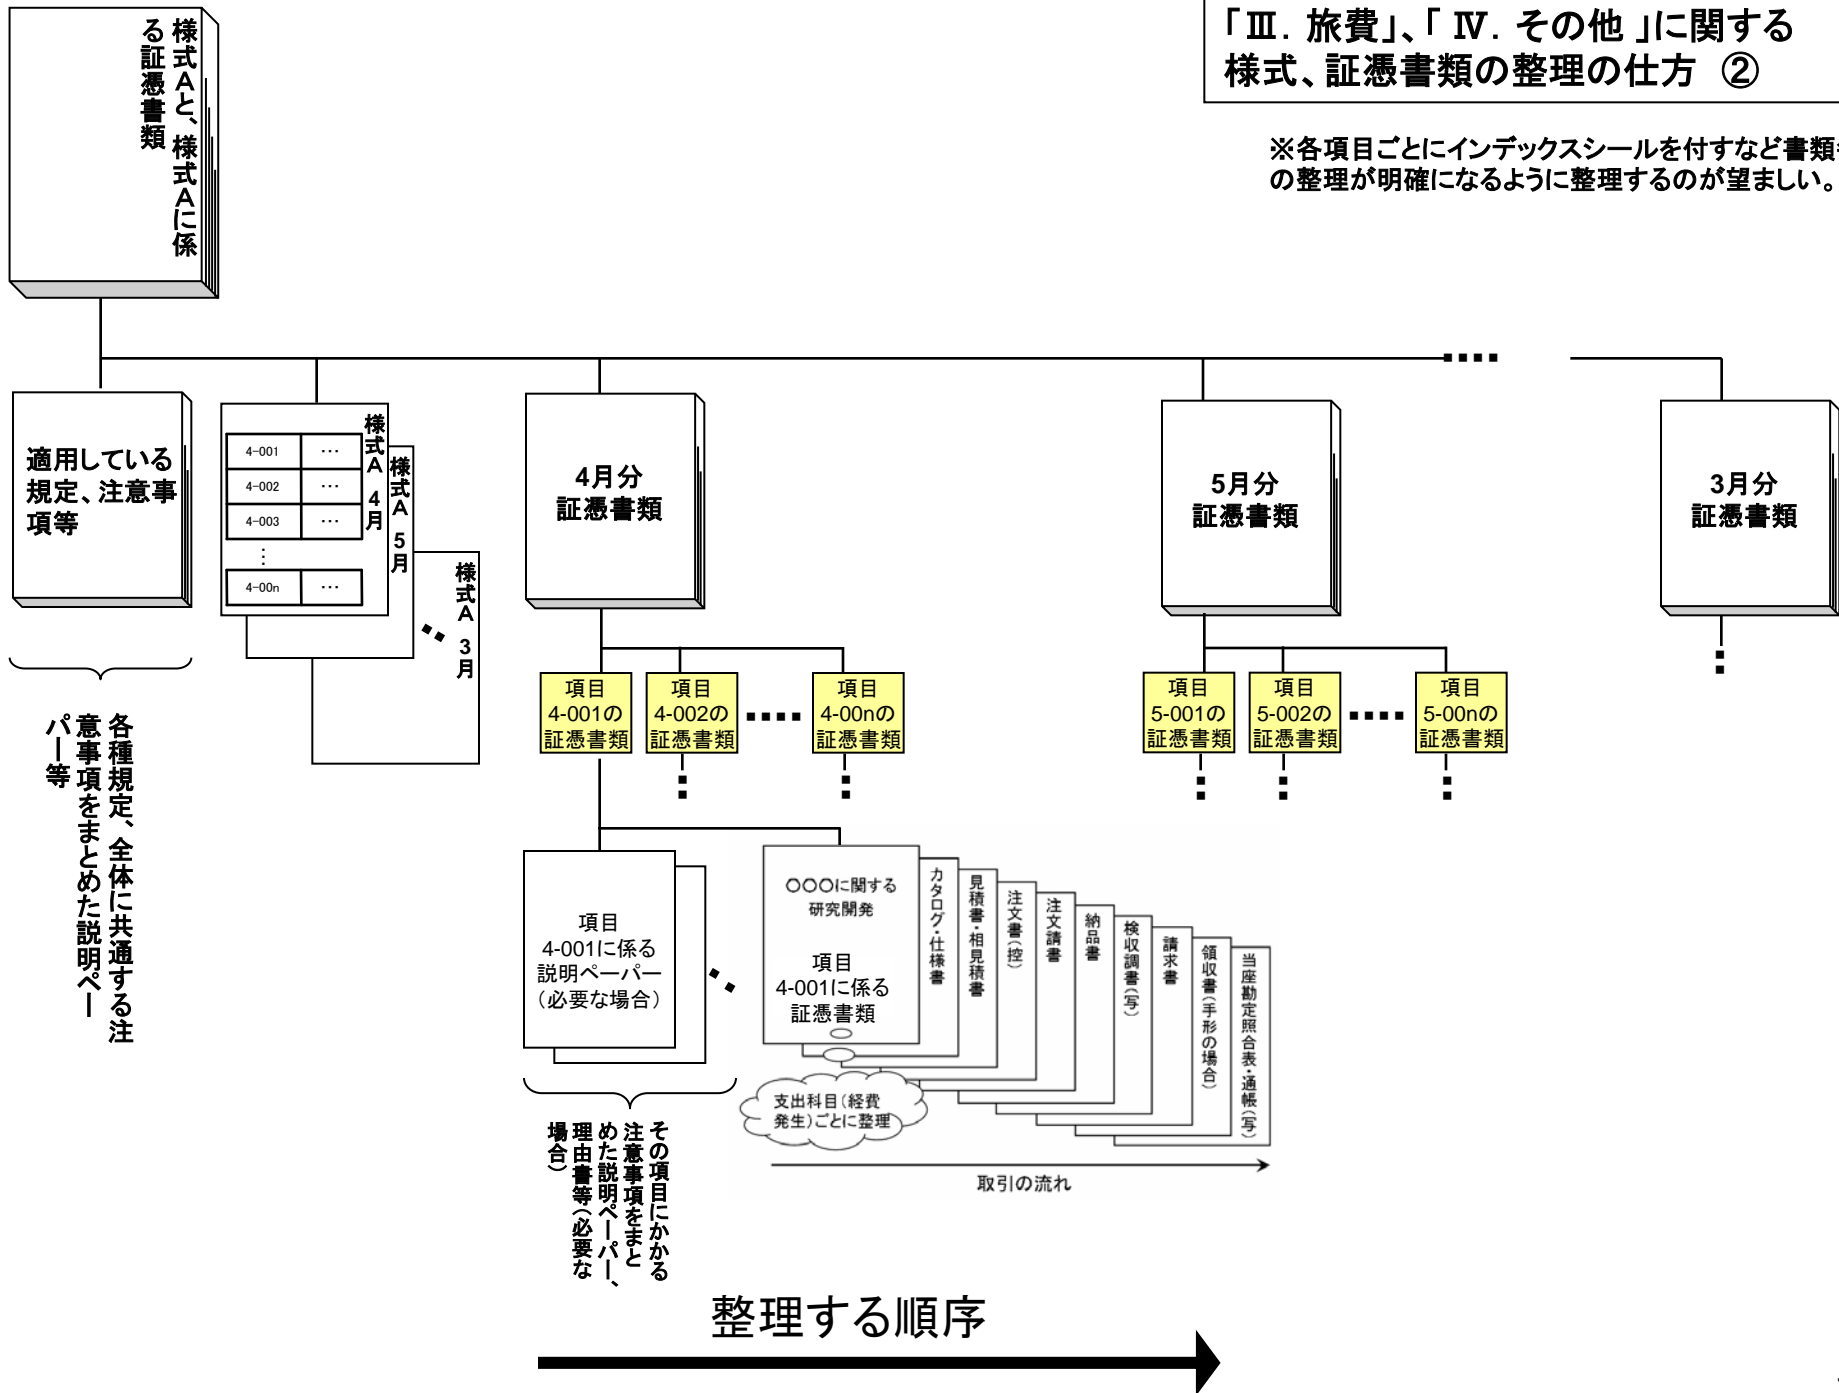 「Ⅲ. 旅費」、「 Ⅳ. その他 」に関する
様式、証憑書類の整理の仕方 ②
※各項目ごとにインデックスシールを付すなど書類
の整理が明確になるように整理するのが望ましい。
様式Aと、様式Aに係
る証憑書類
適用している
規定、注意事
項等
様式A 4月
4-001 …
4-002 …
4-003 …
⋮
4-00n …
様式A 5月
様式A 3月
4月分
証憑書類
5月分
証憑書類
3月分
証憑書類
各種規定、全体に共通する注
意事項をまとめた説明ペー
パー等
項目
4-001の
証憑書類
項目
4-002の
証憑書類
項目
4-00nの
証憑書類
項目
5-001の
証憑書類
項目
5-002の
証憑書類
項目
5-00nの
証憑書類
項目
4-001に係る
説明ペーパー
(必要な場合)
○○○に関する
研究開発
項目
4-001に係る
証憑書類
カタログ・仕様書
見積書・相見積書
注文書(控)
注文請書
納品書
検収調書(写)
請求書
領収書(手形の場合)
当座勘定照合表・通帳(写)
支出科目(経費
発生)ごとに整理
取引の流れ
その項目にかかる
注意事項をまと
めた説明ペーパー、
理由書等(必要な
場合)
整理する順序